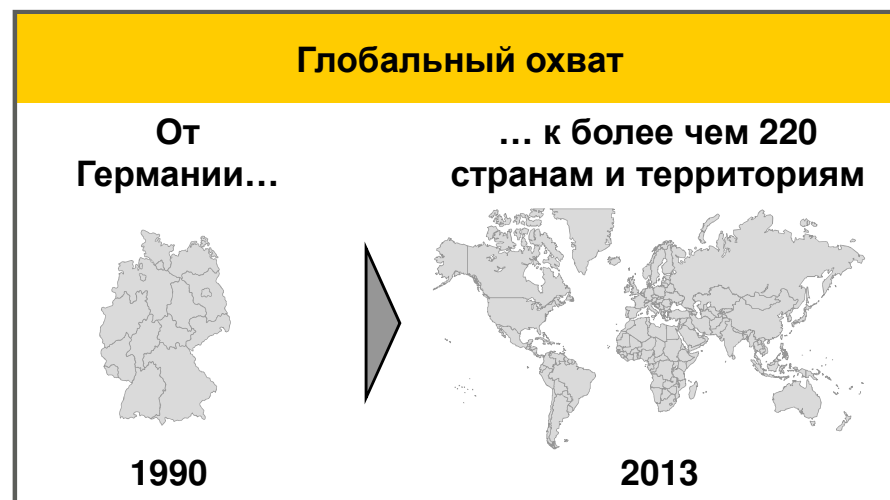 Глобальный охват
От
Германии…
… к более чем 220
странам и территориям
1990
2013